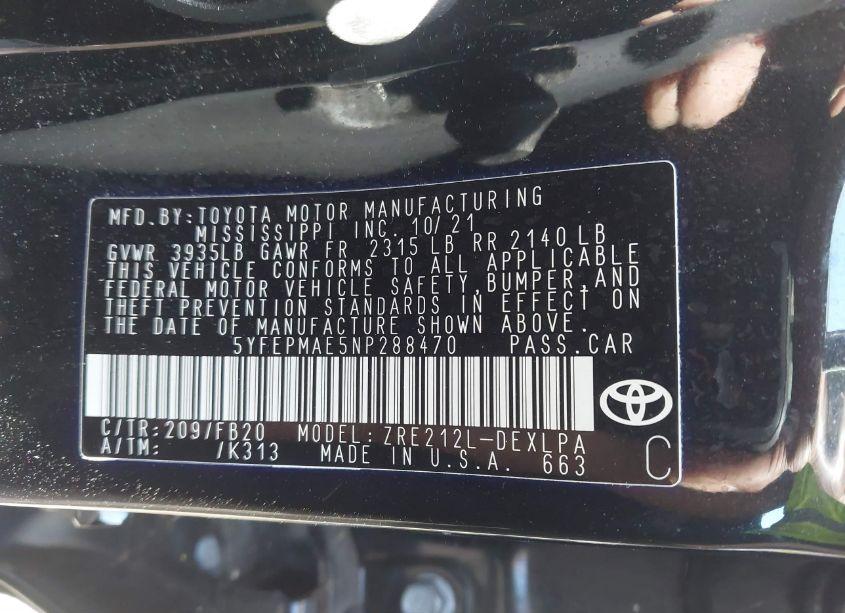 MFD.BY:TOYOTA MOTOR MANUFACTURING
MISSISSIPPI INC. 10/21
GVWR 3935LB GAWR FR 2315 LB RR 2140LB
THIS VEHICLE CONFORMS TO ALL APPLICABLE
FEDERAL MOTOR VEHICLE SAFETY,BUMPER,AND
THEFT PREVENTION STANDARDS IN EFFECT ON
THE DATE OF MANUFACTURE SHOWN ABOVE.
5YFEPMAE5NP288470 PASS.CAR
C/TR:209/FB20 MODEL:ZRE212L-DEXLPA
A/TM: /K313 MADE IN U.S.A. 663 C